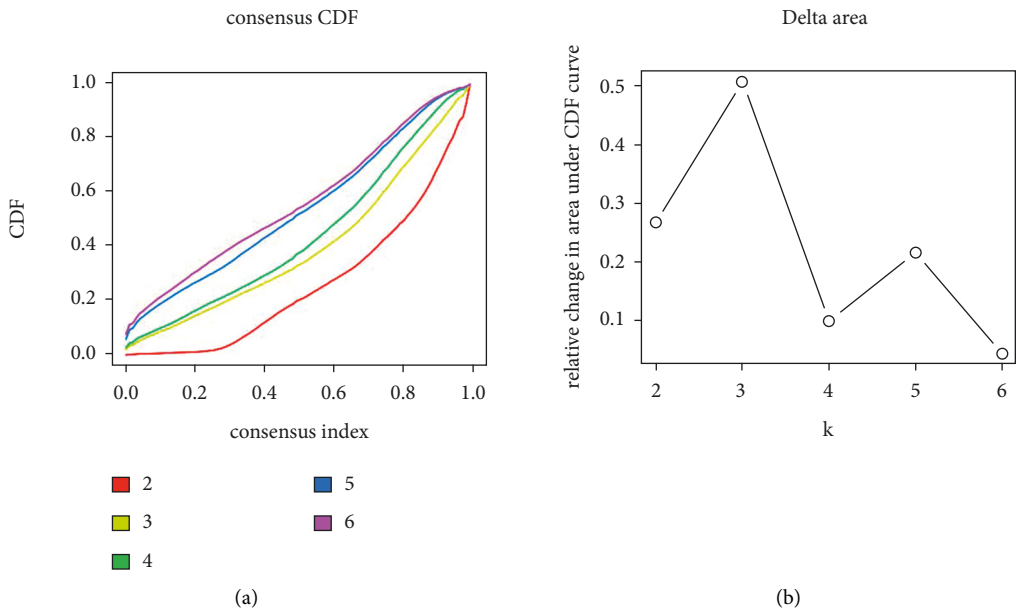 consensus CDF
CDF
1.0
0.8
0.6
0.4
0.2
0.0
0.0 0.2 0.4 0.6 0.8 1.0
consensus index
2
3
4
5
6
(a)
Delta area
relative change in area under CDF curve
0.5
0.3
0.2
0.1
2 3 4 5 6
k
(b)